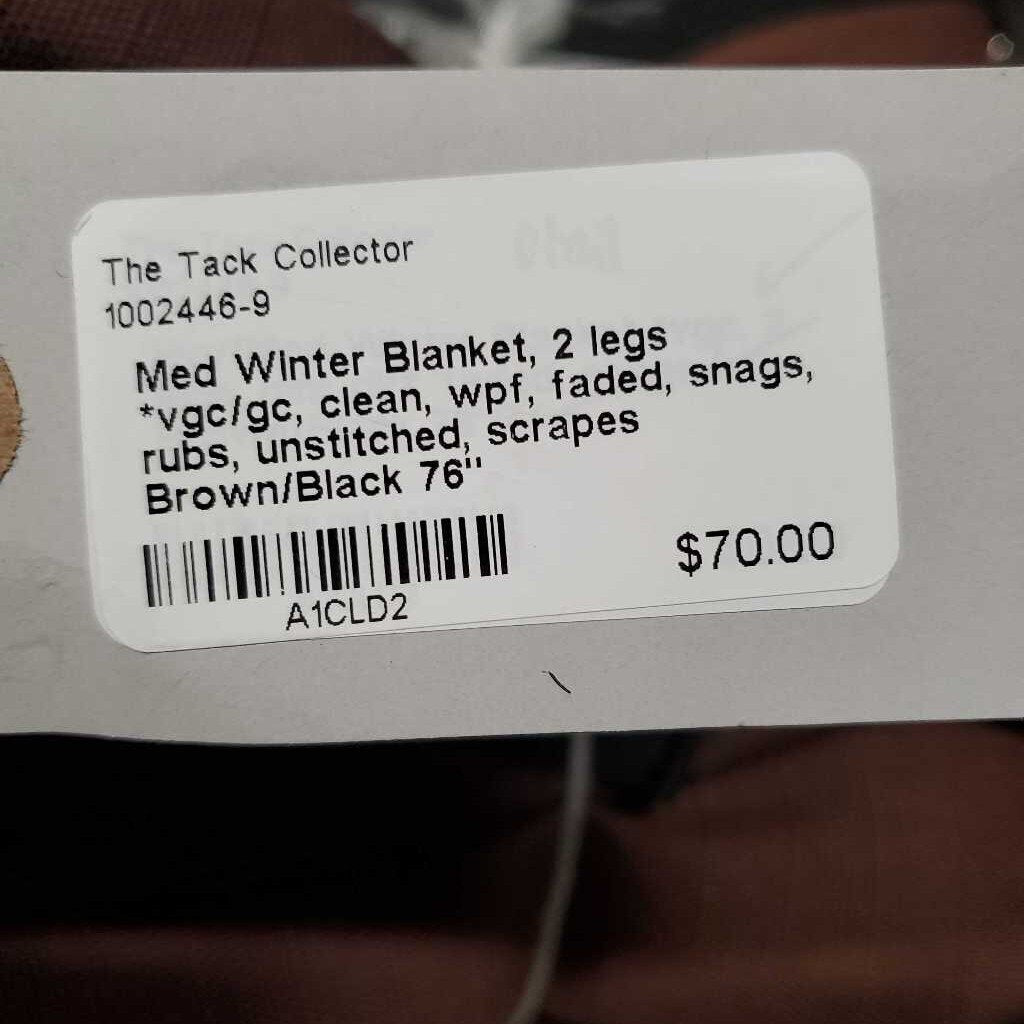 The Tack Collector
1002446-9
Med WInter Blanket, 2 legs
*vgc/gc, clean, wpf, faded, snags,
rubs, unstitched, scrapes
Brown/Black 76"
$70.00
A1CLD2